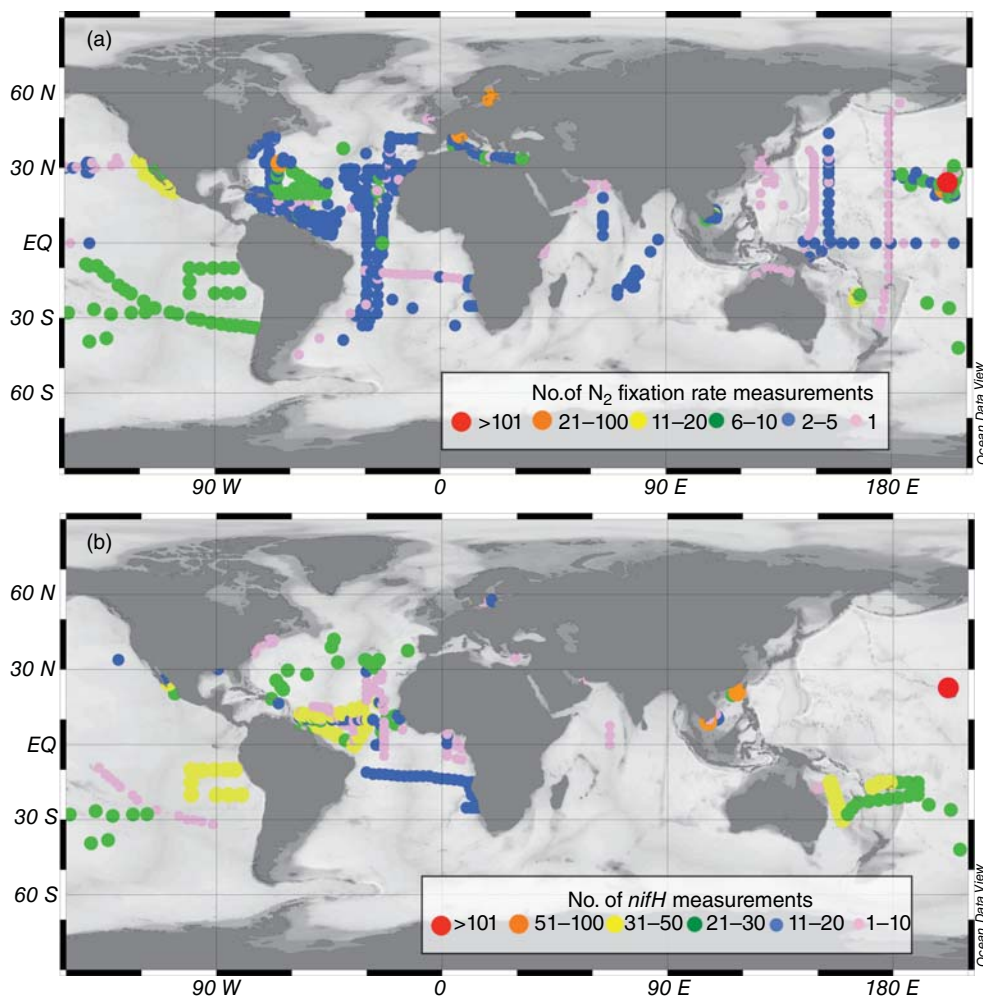 (a)
60 N
30 N
EQ
30 S
60 S
No.of N₂ fixation rate measurements
>101 21–100 11–20 6–10 2–5 1
Ocean Data View
90 W 0 90 E 180 E
(b)
60 N
30 N
EQ
30 S
60 S
No. of nifH measurements
>101 51–100 31–50 21–30 11–20 1–10
Ocean Data View
90 W 0 90 E 180 E